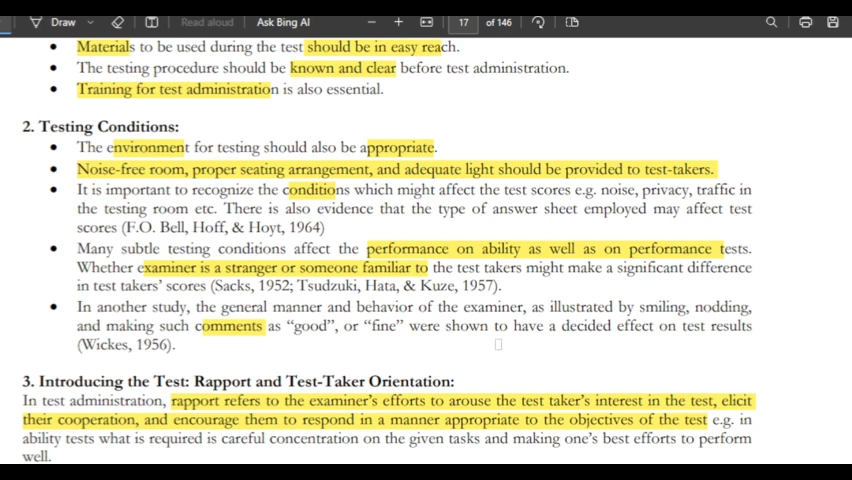 Draw
Read aloud
Ask Bing AI
17
of 146
• Materials to be used during the test should be in easy reach.
• The testing procedure should be known and clear before test administration.
• Training for test administration is also essential.
2. Testing Conditions:
• The environment for testing should also be appropriate.
• Noise-free room, proper seating arrangement, and adequate light should be provided to test-takers.
• It is important to recognize the conditions which might affect the test scores e.g. noise, privacy, traffic in
the testing room etc. There is also evidence that the type of answer sheet employed may affect test
scores (F.O. Bell, Hoff, & Hoyt, 1964)
• Many subtle testing conditions affect the performance on ability as well as on performance tests.
Whether examiner is a stranger or someone familiar to the test takers might make a significant difference
in test takers' scores (Sacks, 1952; Tsudzuki, Hata, & Kuze, 1957).
• In another study, the general manner and behavior of the examiner, as illustrated by smiling, nodding,
and making such comments as “good”, or “fine” were shown to have a decided effect on test results
(Wickes, 1956).
3. Introducing the Test: Rapport and Test-Taker Orientation:
In test administration, rapport refers to the examiner's efforts to arouse the test taker's interest in the test, elicit
their cooperation, and encourage them to respond in a manner appropriate to the objectives of the test e.g. in
ability tests what is required is careful concentration on the given tasks and making one's best efforts to perform
well.